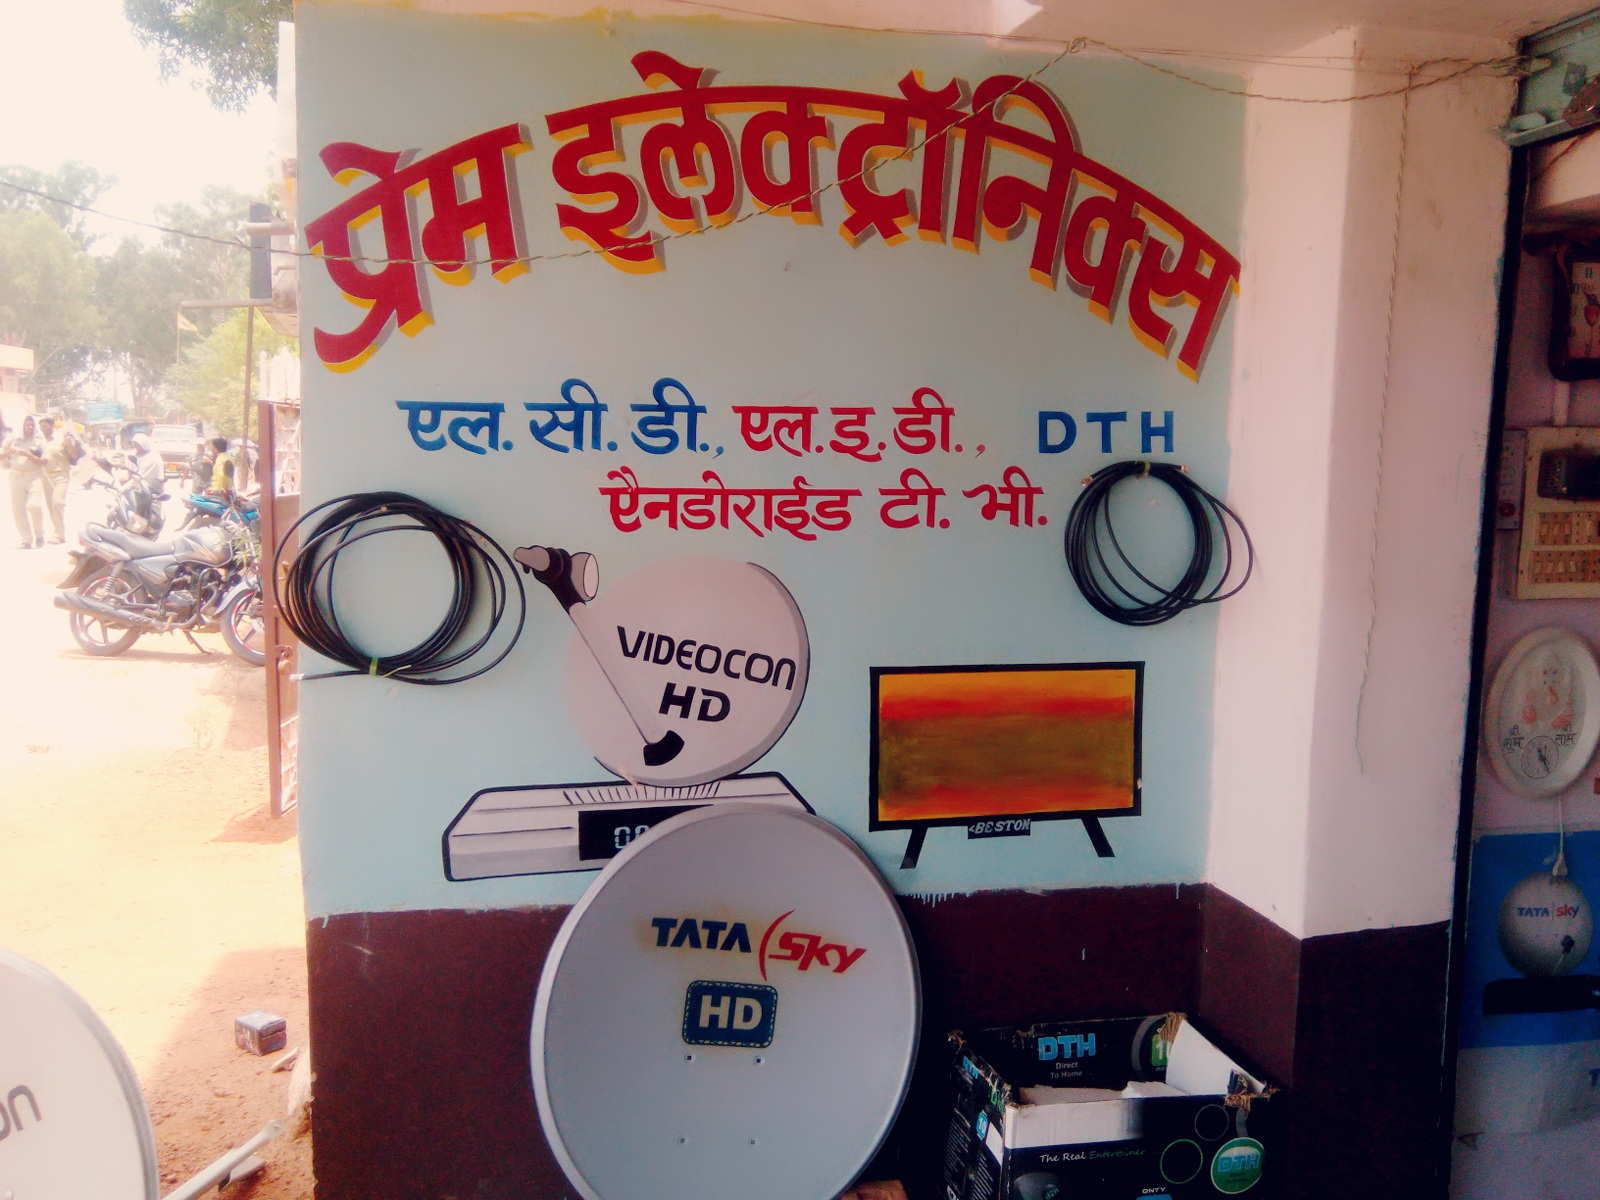 प्रेम इलेक्ट्रॉनिक्स
एल. सी. डी., एल. इ. डी., DTH
ऐनडोराईड टी. भी.
VIDEOCON
HD
BESTON
TATA Sky
HD
DTH
Direct
To Home
The Real Entertainer
DTH
QNTY
TATA Sky
शुभ लाभ